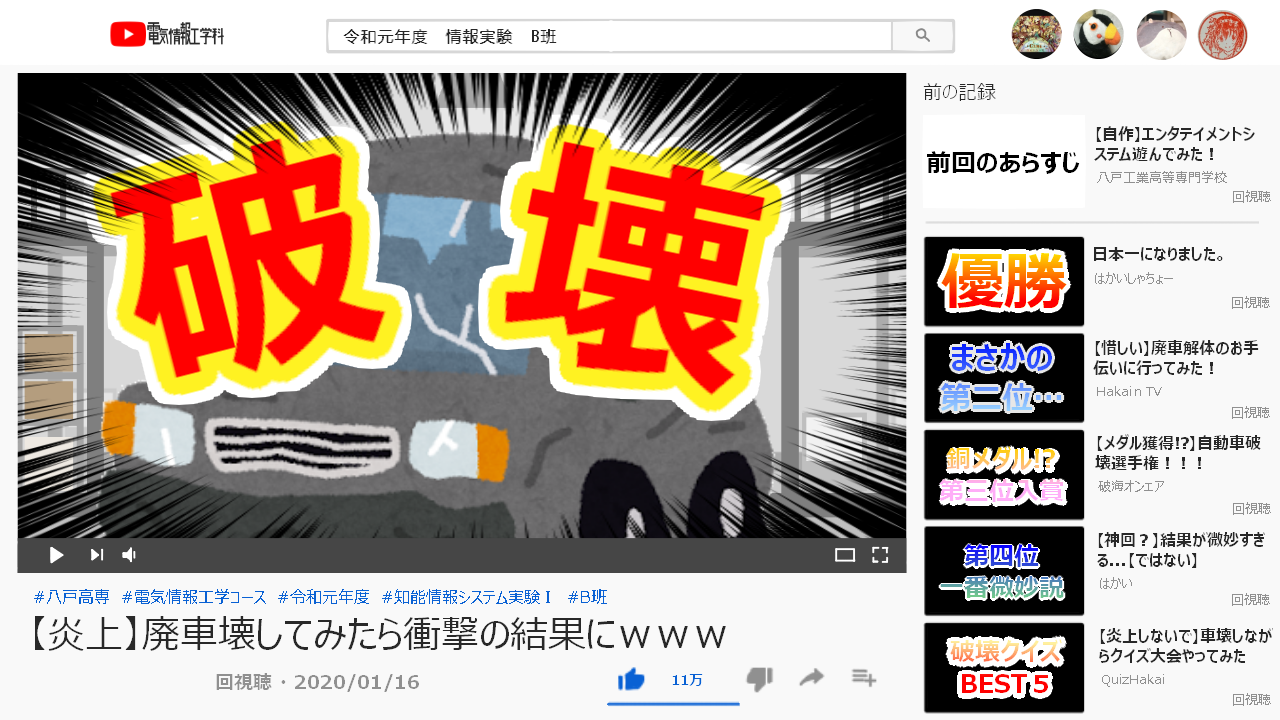 電気情報工学科
令和元年度　情報実験　B班
破壊
#八戸高専 #電気情報工学コース #令和元年度 #知能情報システム実験Ⅰ #B班
【炎上】廃車壊してみたら衝撃の結果にｗｗｗ
回視聴・2020/01/16
11万
前の記録
前回のあらすじ
【自作】エンタテイメントシ
ステム遊んでみた！
八戸工業高等専門学校
回視聴
優勝
日本一になりました。
はかいしゃちょー
回視聴
まさかの
第二位…
【惜しい】廃車解体のお手
伝いに行ってみた！
Hakain TV
回視聴
銅メダル!?
第三位入賞
【メダル獲得!?】自動車破
壊選手権！！！
破海オンエア
回視聴
第四位
一番微妙説
【神回？】結果が微妙すぎ
る…【ではない】
はかい
回視聴
破壊クイズ
BEST５
【炎上しないで】車壊しなが
らクイズ大会やってみた
QuizHakai
回視聴